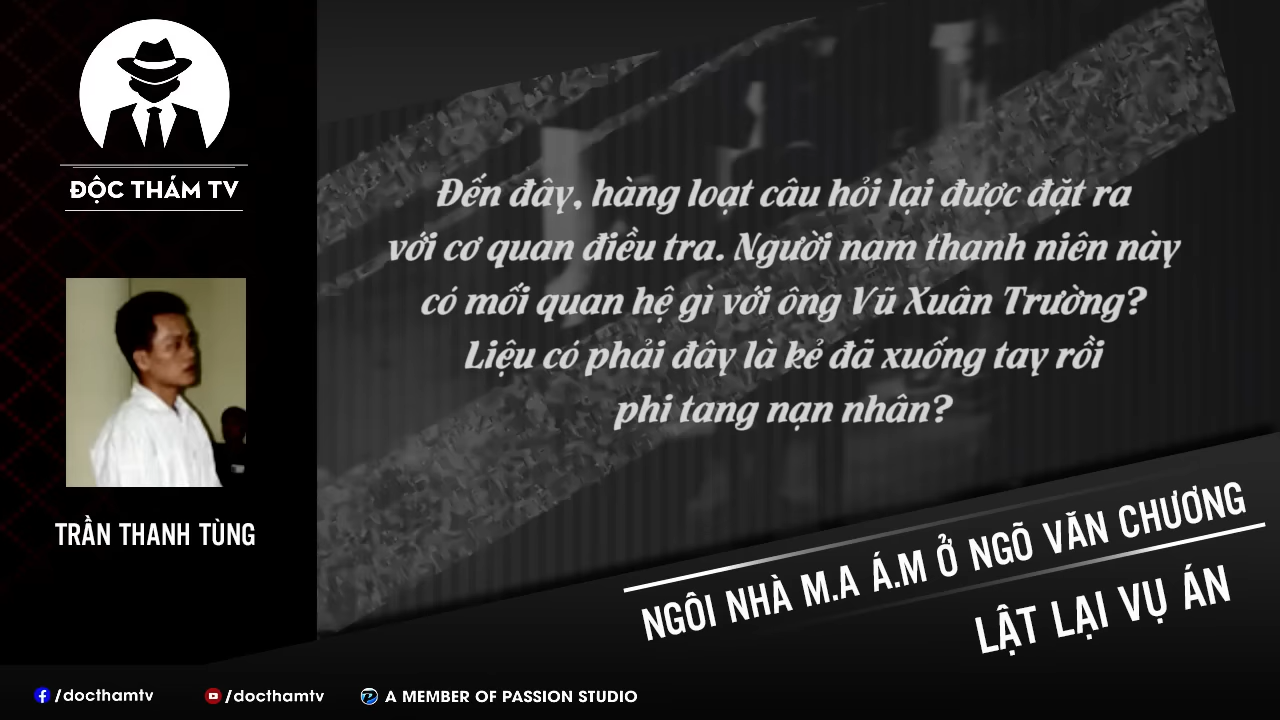 ĐỘC THÁM TV
TRẦN THANH TÙNG
Đến đây, hàng loạt câu hỏi lại được đặt ra
với cơ quan điều tra. Người nam thanh niên này
có mối quan hệ gì với ông Vũ Xuân Trường?
Liệu có phải đây là kẻ đã xuống tay rồi
phi tang nạn nhân?
NGÔI NHÀ M.A Á.M Ở NGÕ VĂN CHƯƠNG
LẬT LẠI VỤ ÁN
/docthamtv
/docthamtv
A MEMBER OF PASSION STUDIO